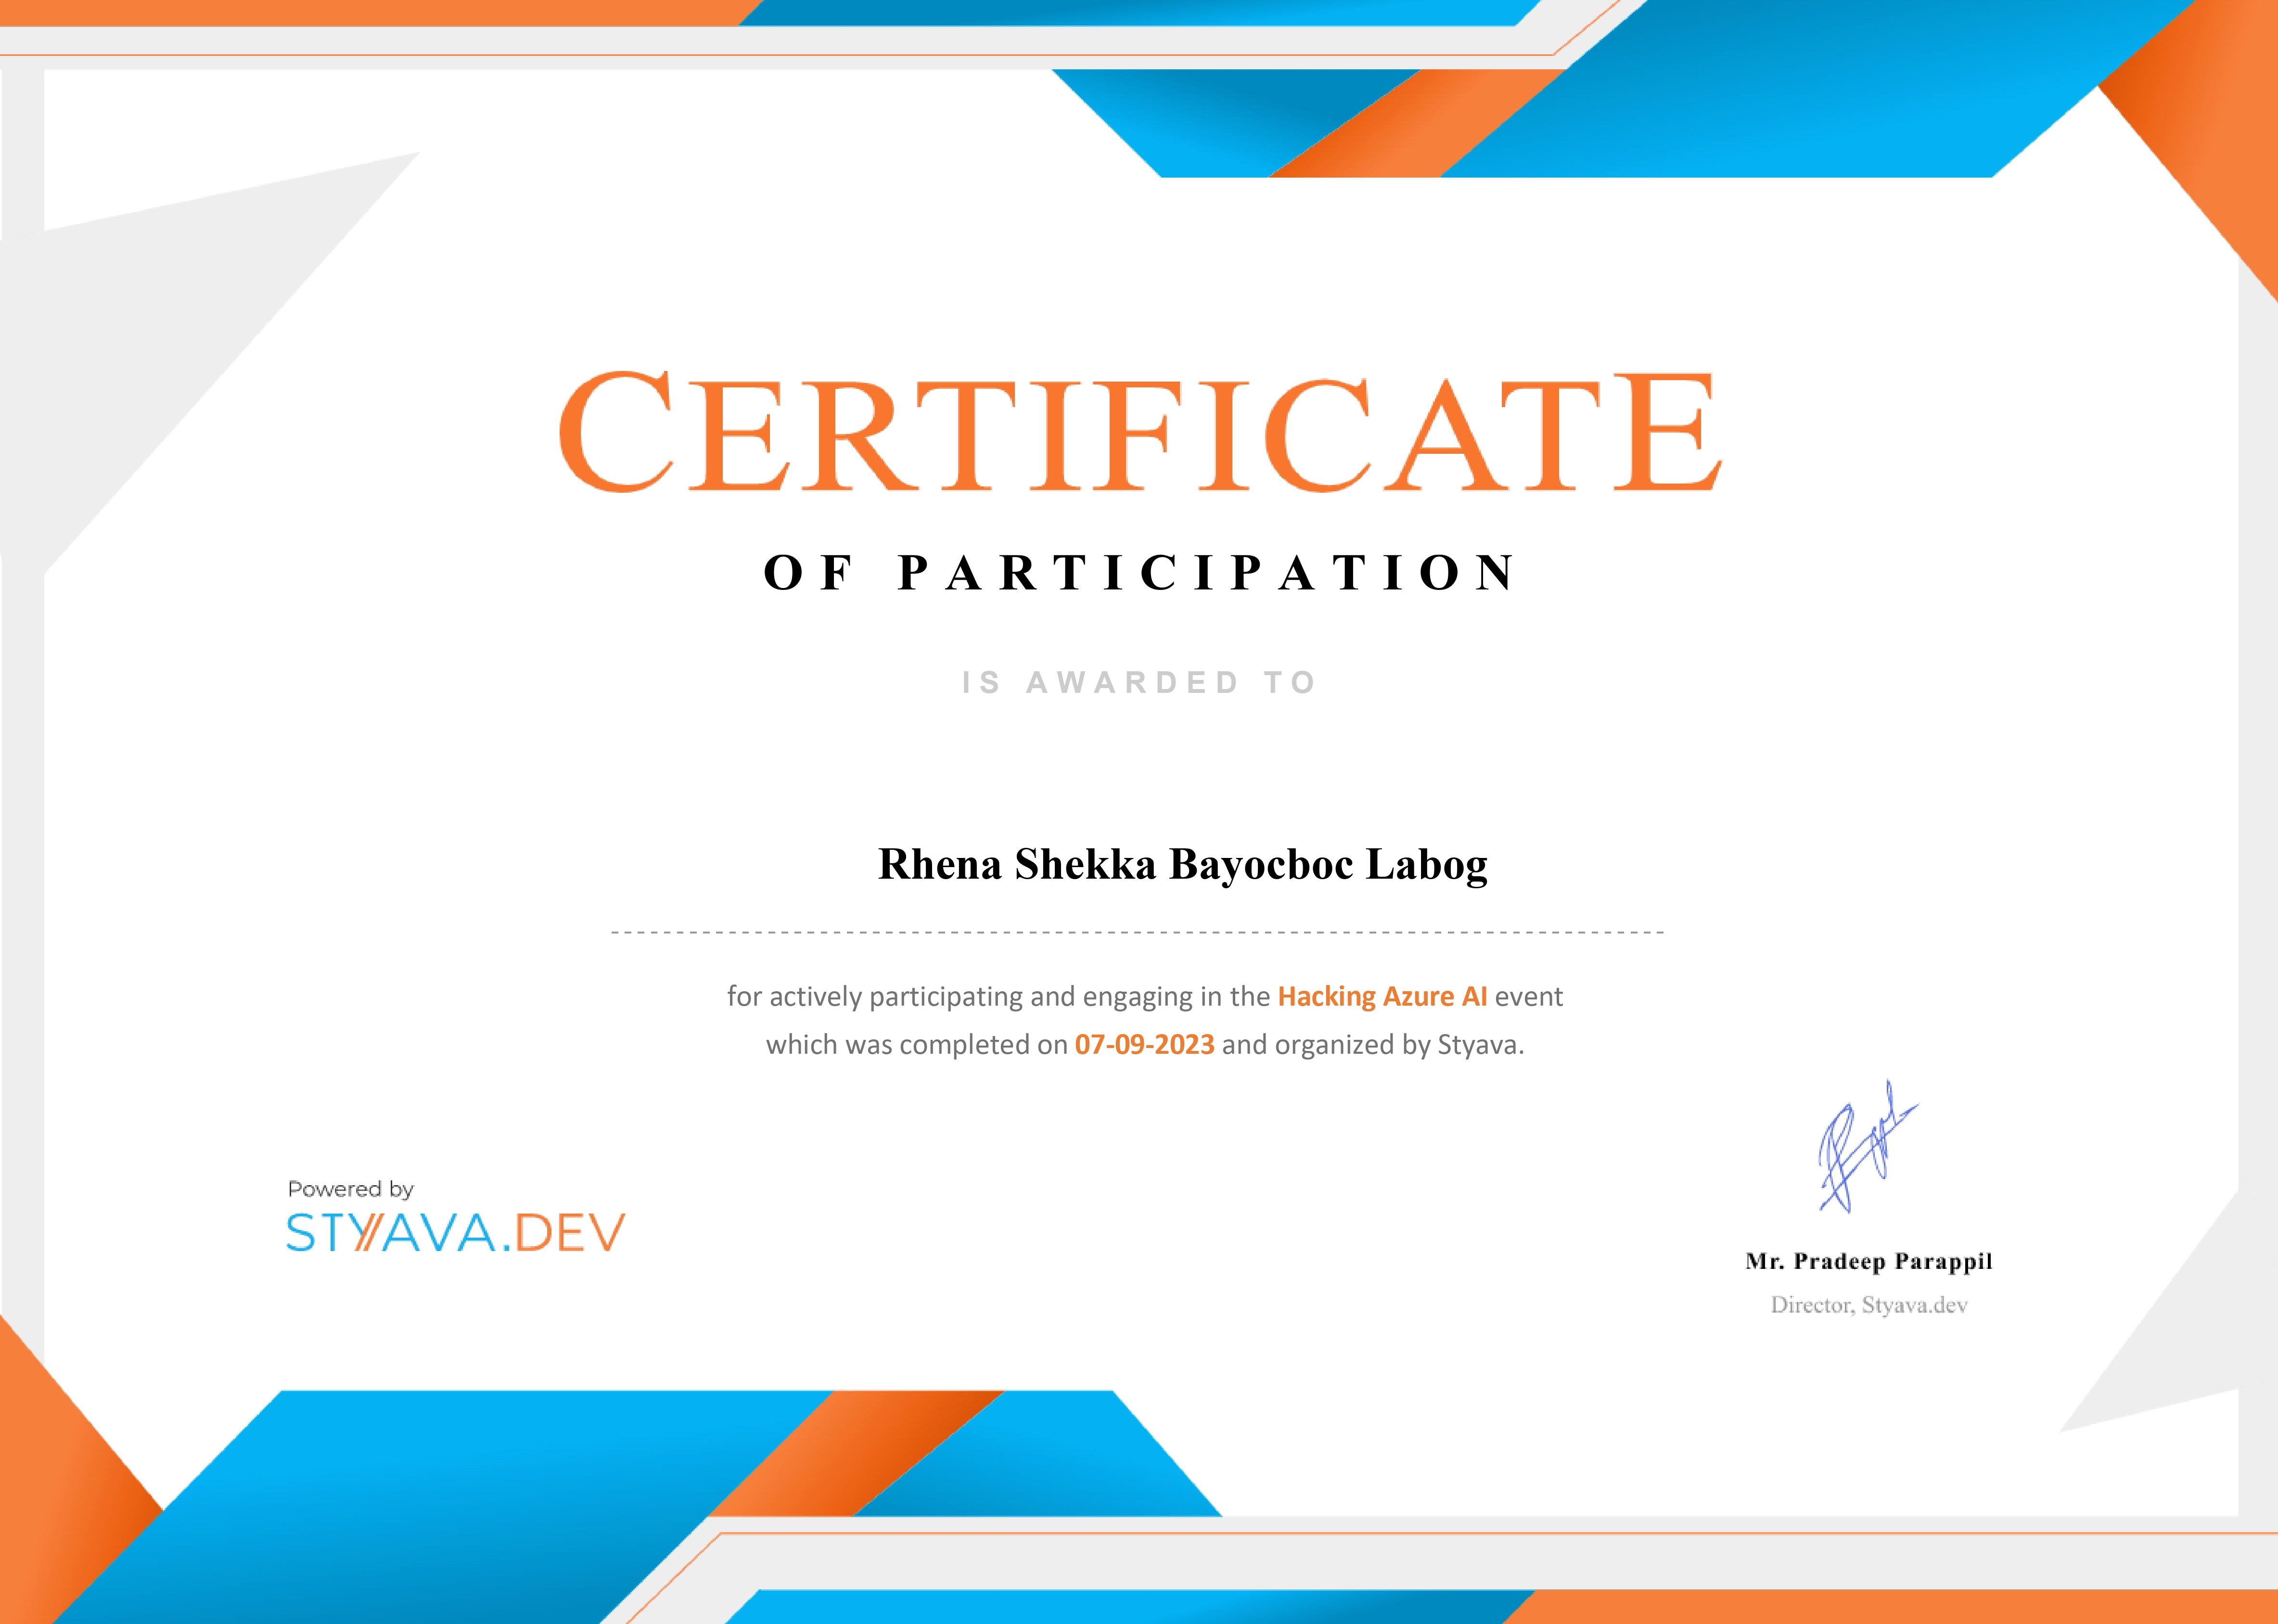 CERTIFICATE
OF PARTICIPATION
IS AWARDED TO
Rhena Shekka Bayocboc Labog
for actively participating and engaging in the Hacking Azure AI event
which was completed on 07-09-2023 and organized by Styava.
Powered by
STYAVA.DEV
Mr. Pradeep Parappil
Director, Styava.dev